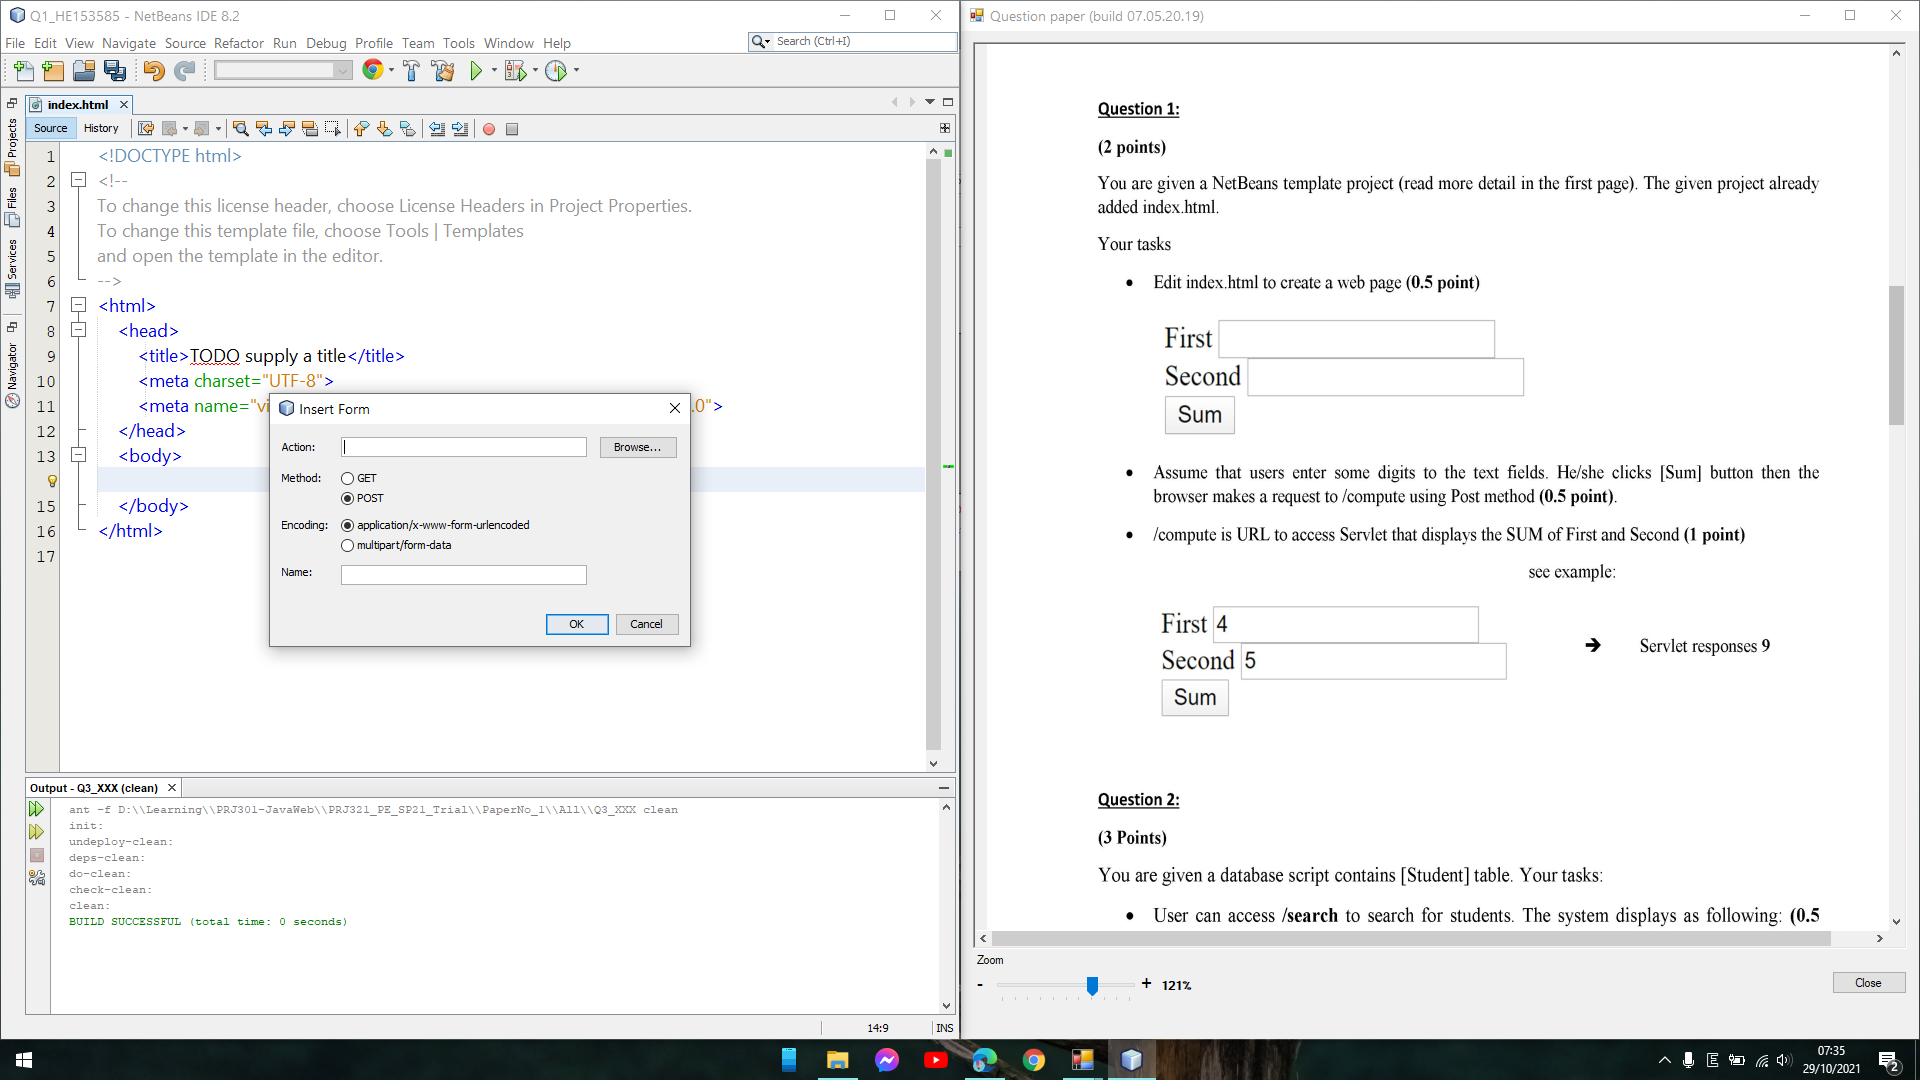 Q1_HE153585 - NetBeans IDE 8.2
File Edit View Navigate Source Refactor Run Debug Profile Team Tools Window Help
Search (Ctrl+I)
index.html
Source History
Projects
Files
Services
Navigator
1 <!DOCTYPE html>
2 <!--
3 To change this license header, choose License Headers in Project Properties.
4 To change this template file, choose Tools | Templates
5 and open the template in the editor.
6 -->
7 <html>
8 <head>
9 <title>TODO supply a title</title>
10 <meta charset="UTF-8">
11 <meta name="vi .0">
12 </head>
13 <body>
15 </body>
16 </html>
17
Insert Form
Action: Browse...
Method: GET
POST
Encoding: application/x-www-form-urlencoded
multipart/form-data
Name:
OK Cancel
Output - Q3_XXX (clean)
ant -f D:\\Learning\\PRJ301-JavaWeb\\PRJ321_PE_SP21_Trial\\PaperNo_1\\All\\Q3_XXX clean
init:
undeploy-clean:
deps-clean:
do-clean:
check-clean:
clean:
BUILD SUCCESSFUL (total time: 0 seconds)
14:9 INS
Question paper (build 07.05.20.19)
Question 1:
(2 points)
You are given a NetBeans template project (read more detail in the first page). The given project already
added index.html.
Your tasks
• Edit index.html to create a web page (0.5 point)
First
Second
Sum
• Assume that users enter some digits to the text fields. He/she clicks [Sum] button then the
browser makes a request to /compute using Post method (0.5 point).
• /compute is URL to access Servlet that displays the SUM of First and Second (1 point)
see example:
First 4
Second 5
Sum
➔ Servlet responses 9
Question 2:
(3 Points)
You are given a database script contains [Student] table. Your tasks:
• User can access /search to search for students. The system displays as following: (0.5
Zoom
- + 121%
Close
E
07:35
29/10/2021
2